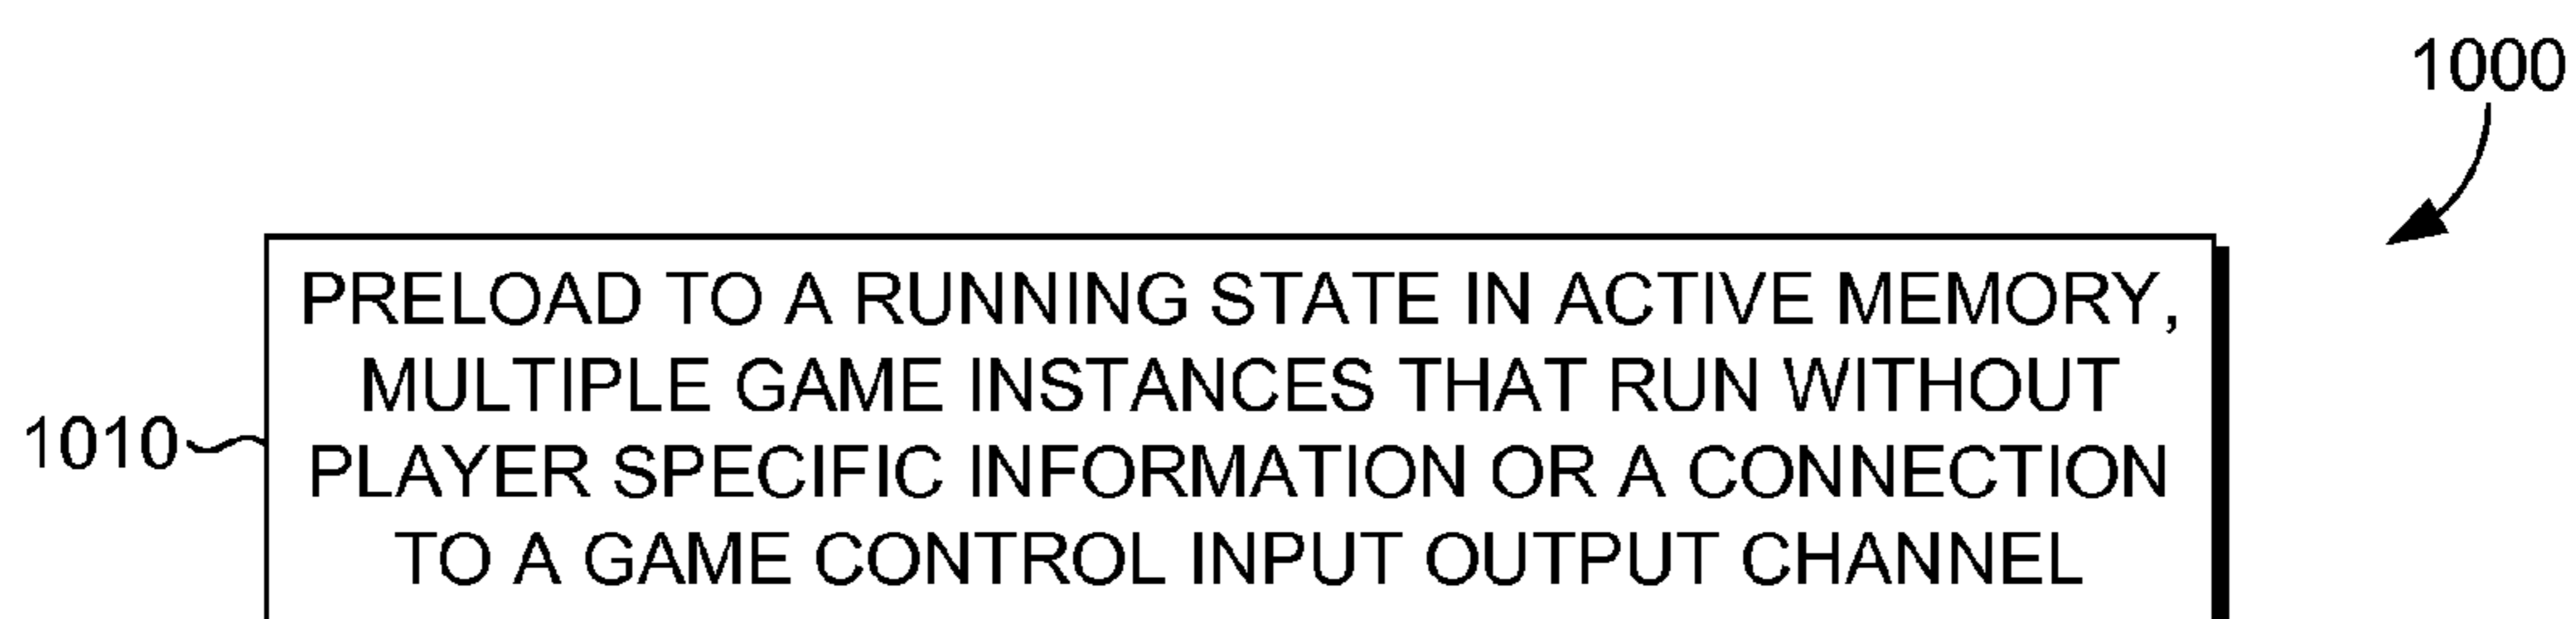 1000
PRELOAD TO A RUNNING STATE IN ACTIVE MEMORY,
MULTIPLE GAME INSTANCES THAT RUN WITHOUT
1010
PLAYER SPECIFIC INFORMATION OR A CONNECTION
TO A GAME CONTROL INPUT OUTPUT CHANNEL